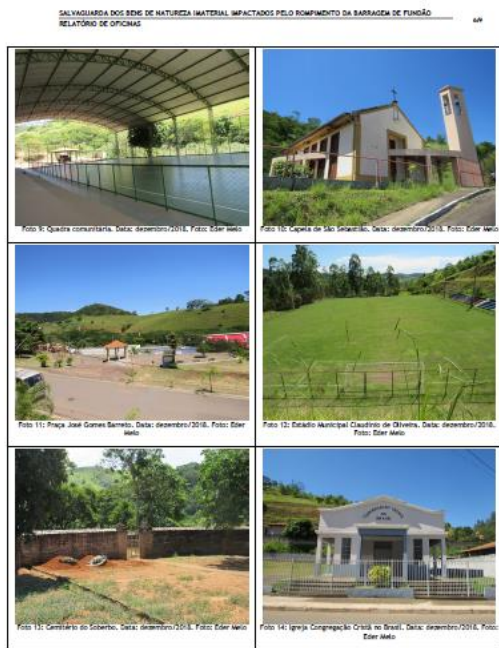 SALVAGUARDA DOS BENS DE NATUREZA IMATERIAL IMPACTADOS PELO ROMPIMENTO DA BARRAGEM DE FUNDÃO
RELATÓRIO DE OFICINAS
Foto 9: Quadra comunitária. Data: dezembro/2018. Foto: Eder Melo
Foto 10: Capela de São Sebastião. Data: dezembro/2018. Foto: Eder Melo
Foto 11: Praça José Gomes Barreto. Data: dezembro/2018. Foto: Eder
Melo
Foto 12: Estádio Municipal Claudinio de Oliveira. Data: dezembro/2018.
Foto: Eder Melo
Foto 13: Cemitério do Soberbo. Data: dezembro/2018. Foto: Eder Melo
Foto 14: Igreja Congregação Cristã no Brasil. Data: dezembro/2018. Foto:
Eder Melo